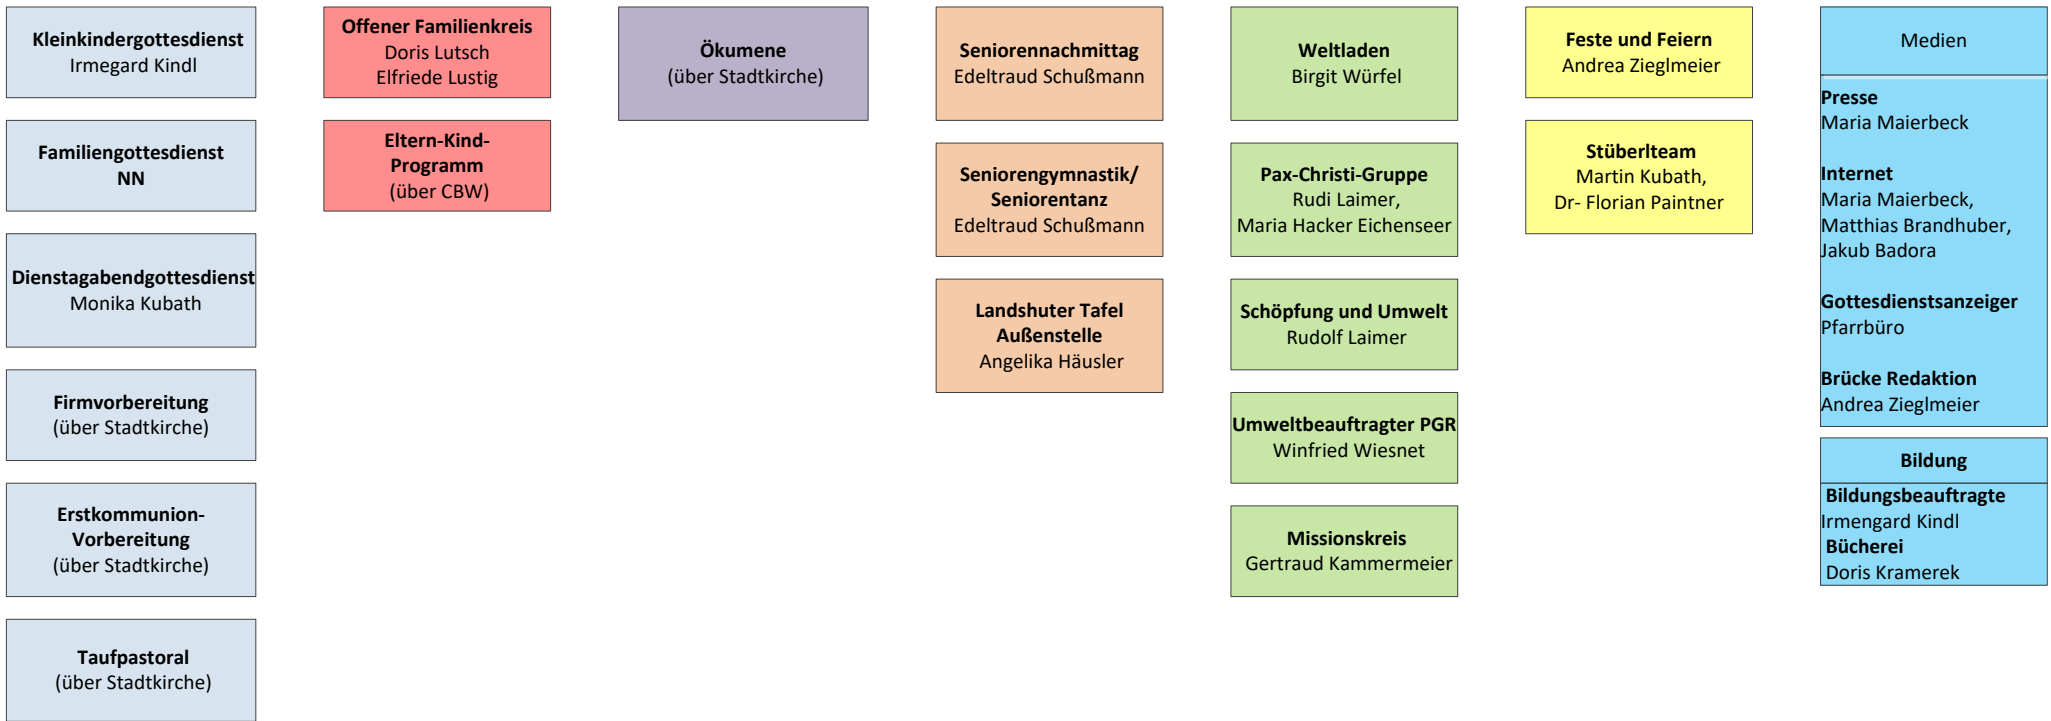 Kleinkindergottesdienst
Irmegard Kindl
Familiengottesdienst
NN
Dienstagabendgottesdienst
Monika Kubath
Firmvorbereitung
(über Stadtkirche)
Erstkommunion-
Vorbereitung
(über Stadtkirche)
Taufpastoral
(über Stadtkirche)
Offener Familienkreis
Doris Lutsch
Elfriede Lustig
Eltern-Kind-
Programm
(über CBW)
Ökumene
(über Stadtkirche)
Seniorennachmittag
Edeltraud Schußmann
Seniorengymnastik/
Seniorentanz
Edeltraud Schußmann
Landshuter Tafel
Außenstelle
Angelika Häusler
Weltladen
Birgit Würfel
Pax-Christi-Gruppe
Rudi Laimer,
Maria Hacker Eichenseer
Schöpfung und Umwelt
Rudolf Laimer
Umweltbeauftragter PGR
Winfried Wiesnet
Missionskreis
Gertraud Kammermeier
Feste und Feiern
Andrea Zieglmeier
Stüberlteam
Martin Kubath,
Dr- Florian Paintner
Medien
Presse
Maria Maierbeck
Internet
Maria Maierbeck,
Matthias Brandhuber,
Jakub Badora
Gottesdienstsanzeiger
Pfarrbüro
Brücke Redaktion
Andrea Zieglmeier
Bildung
Bildungsbeauftragte
Irmengard Kindl
Bücherei
Doris Kramerek